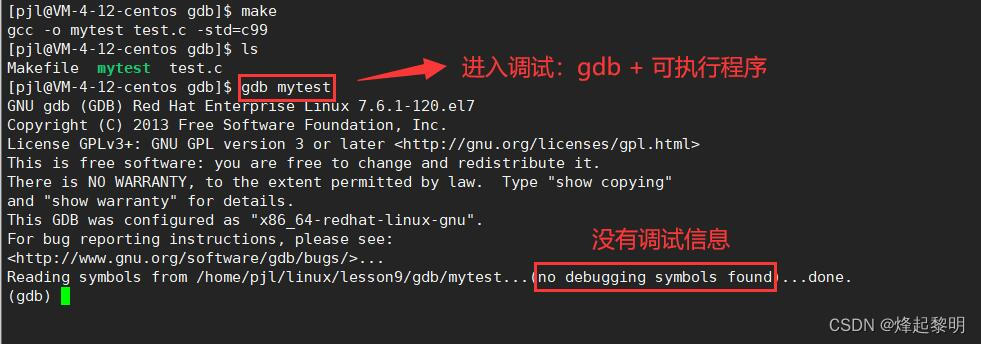 [pjl@VM-4-12-centos gdb]$ make
gcc -o mytest test.c -std=c99
[pjl@VM-4-12-centos gdb]$ ls
Makefile  mytest  test.c
进入调试：gdb + 可执行程序
[pjl@VM-4-12-centos gdb]$ gdb mytest
GNU gdb (GDB) Red Hat Enterprise Linux 7.6.1-120.el7
Copyright (C) 2013 Free Software Foundation, Inc.
License GPLv3+: GNU GPL version 3 or later <http://gnu.org/licenses/gpl.html>
This is free software: you are free to change and redistribute it.
There is NO WARRANTY, to the extent permitted by law.  Type "show copying"
and "show warranty" for details.
This GDB was configured as "x86_64-redhat-linux-gnu".
For bug reporting instructions, please see:
没有调试信息
<http://www.gnu.org/software/gdb/bugs/>...
Reading symbols from /home/pjl/linux/lesson9/gdb/mytest...(no debugging symbols found)...done.
(gdb)
CSDN @烽起黎明